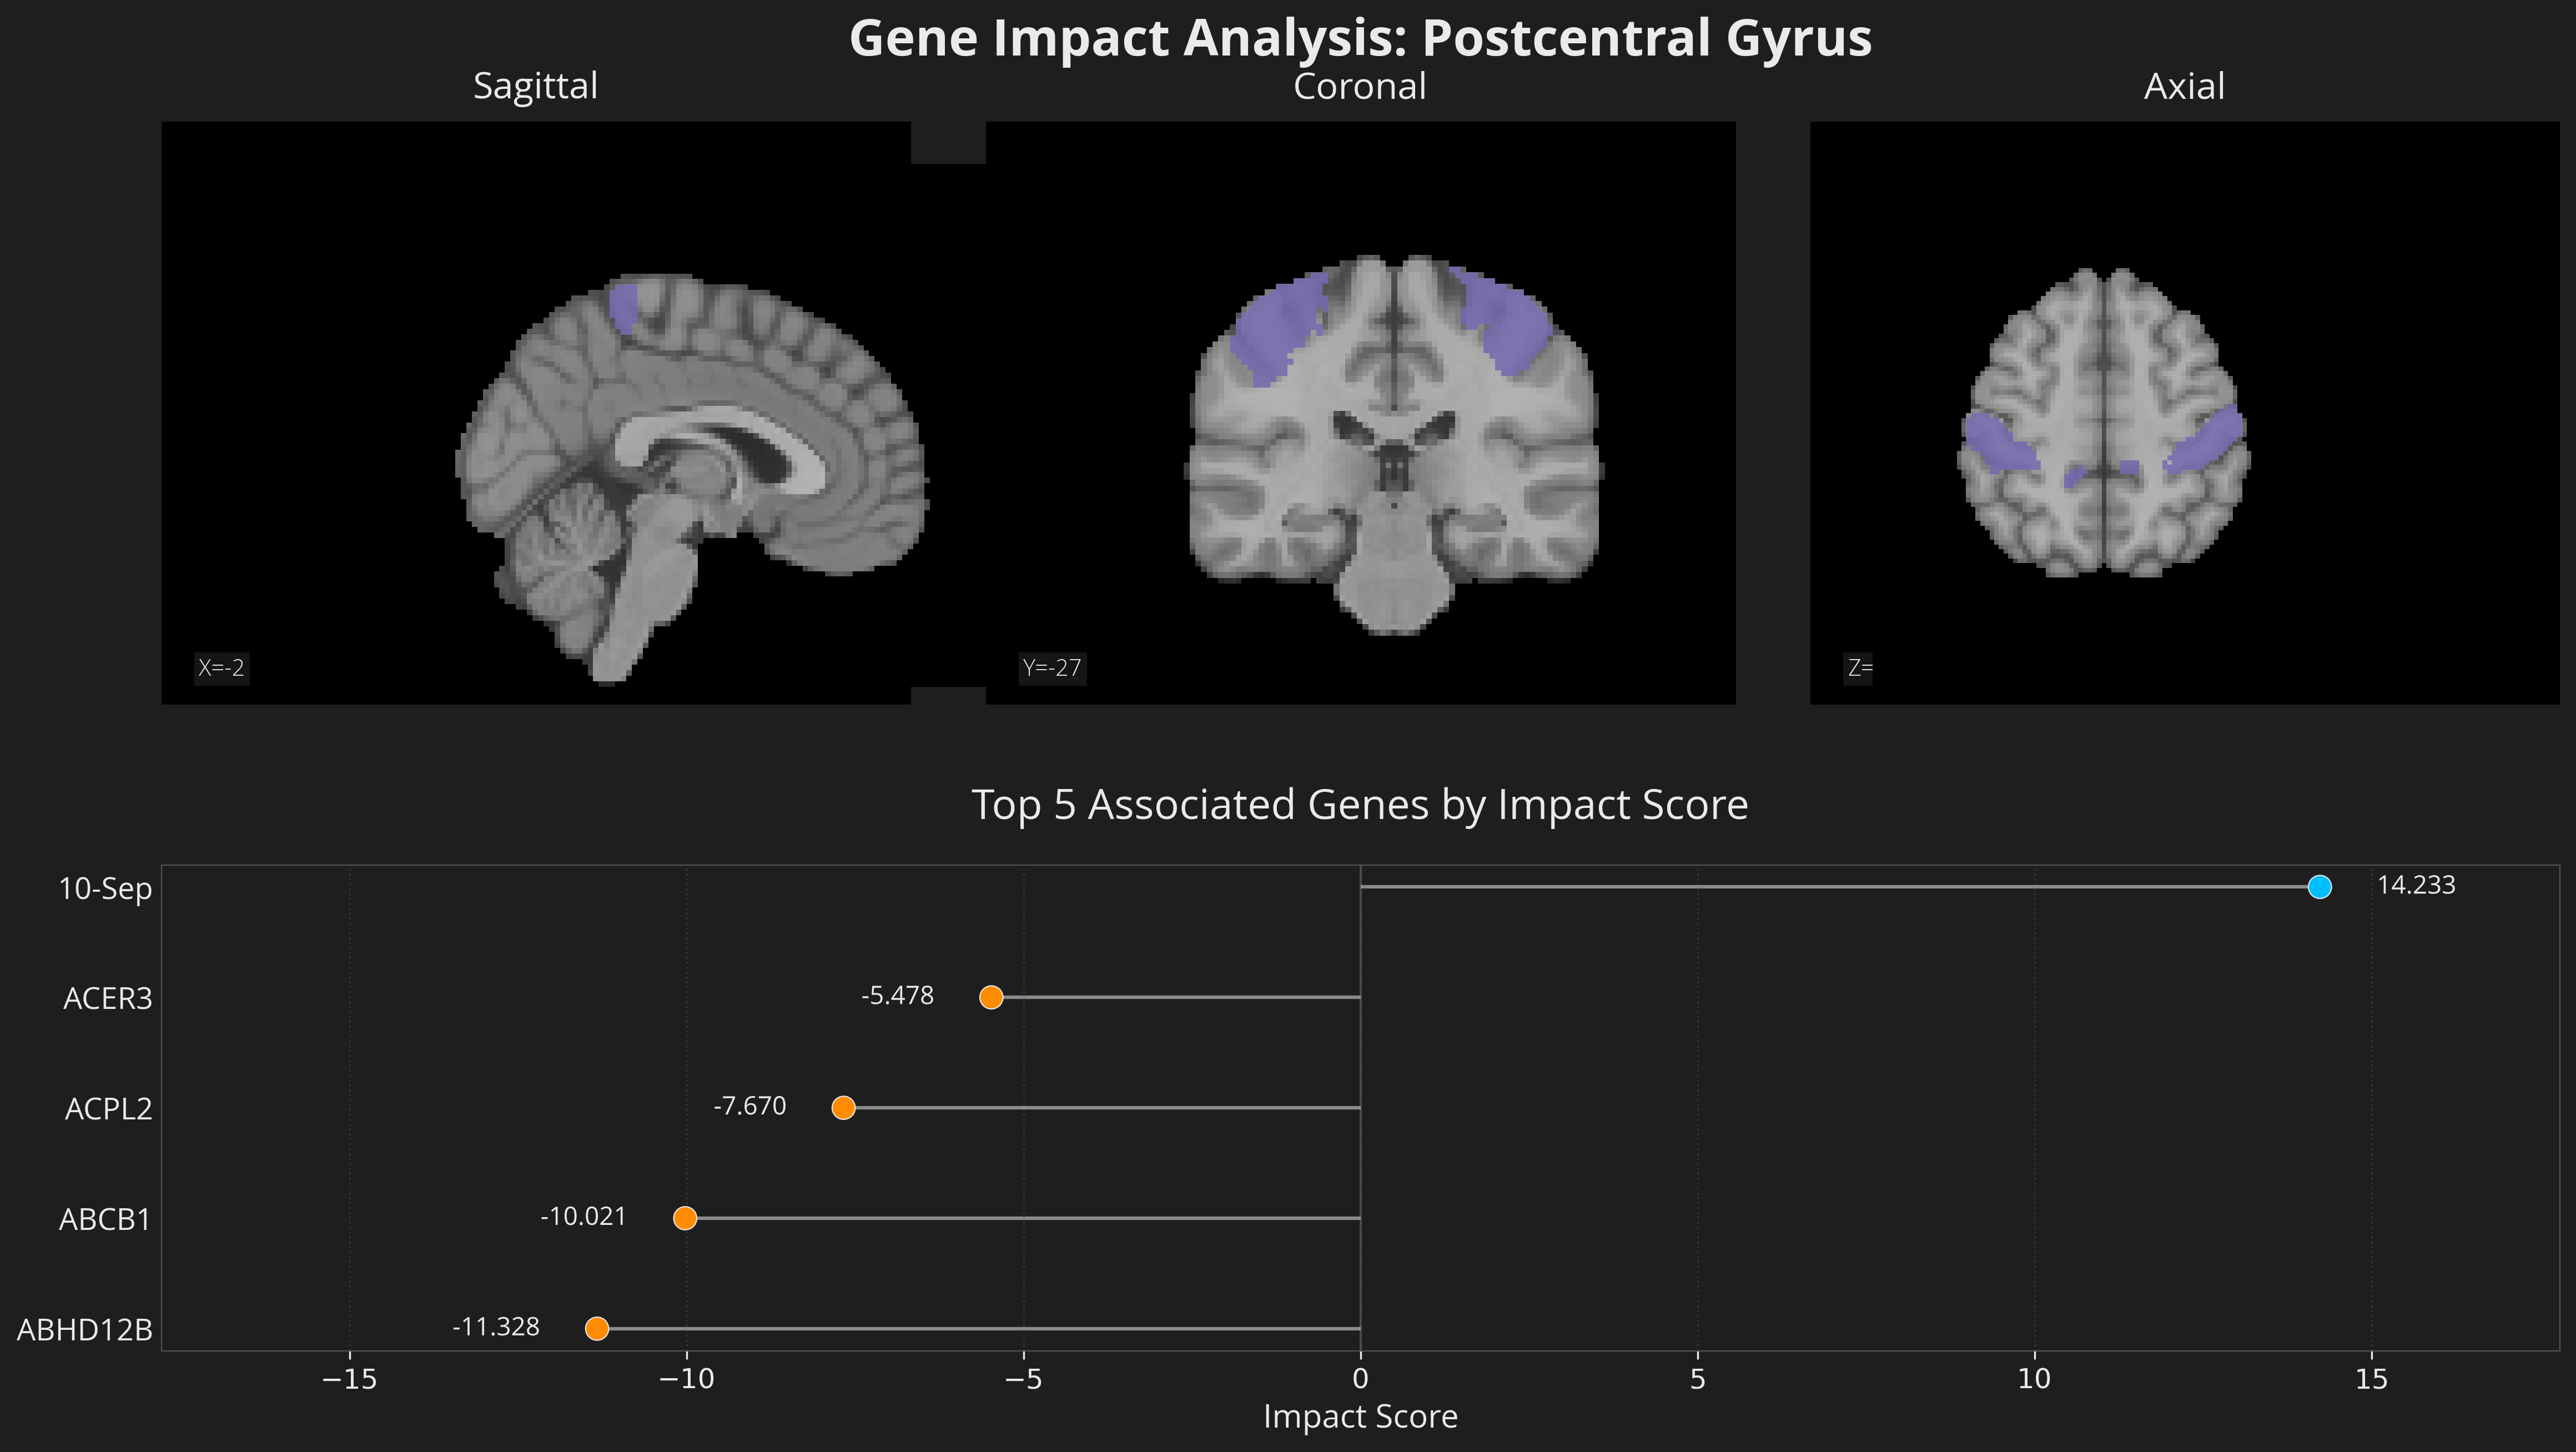 Gene Impact Analysis: Postcentral Gyrus
Sagittal
Coronal
Axial
X=-2
Y=-27
Z=
Top 5 Associated Genes by Impact Score
10-Sep
14.233
ACER3
-5.478
ACPL2
-7.670
ABCB1
-10.021
ABHD12B
-11.328
−15
−10
−5
0
5
10
15
Impact Score